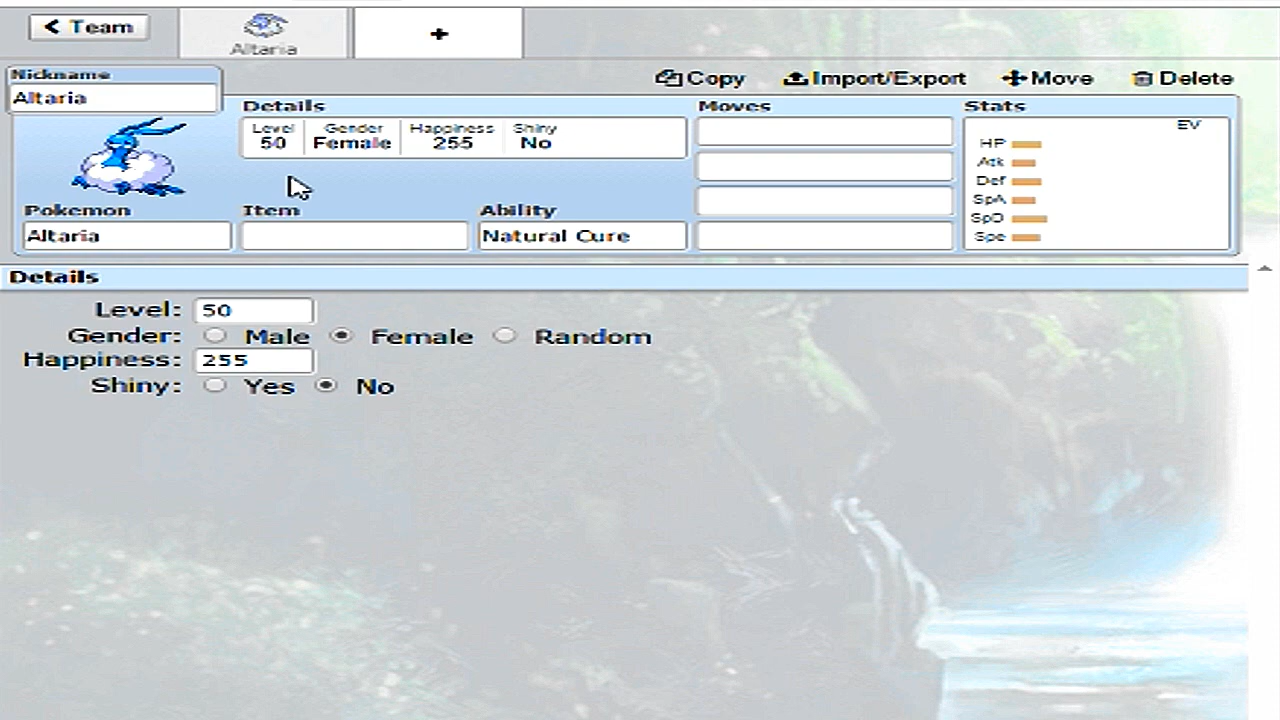 Team
Altaria
+
Nickname
Altaria
Copy Import/Export Move Delete
Details
Level Gender Happiness Shiny
50 Female 255 No
Moves
Stats
EV
HP
Atk
Def
SpA
SpD
Spe
Pokemon Item Ability
Altaria Natural Cure
Details
Level: 50
Gender: Male Female Random
Happiness: 255
Shiny: Yes No